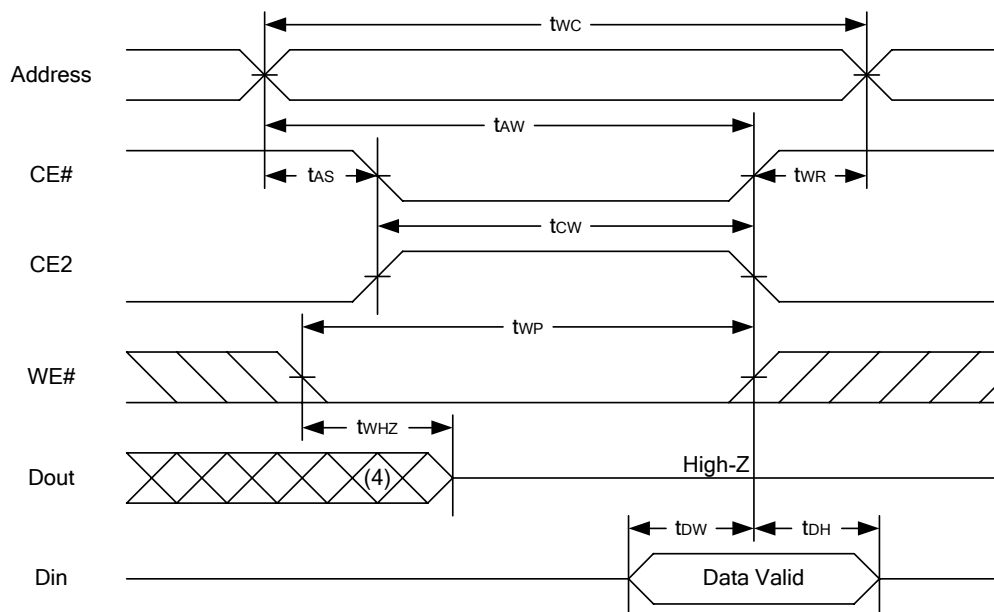 tWC
Address
tAW
CE#
tAS
tWR
tCW
CE2
tWP
WE#
tWHZ
Dout
(4)
High-Z
tDW
tDH
Din
Data Valid